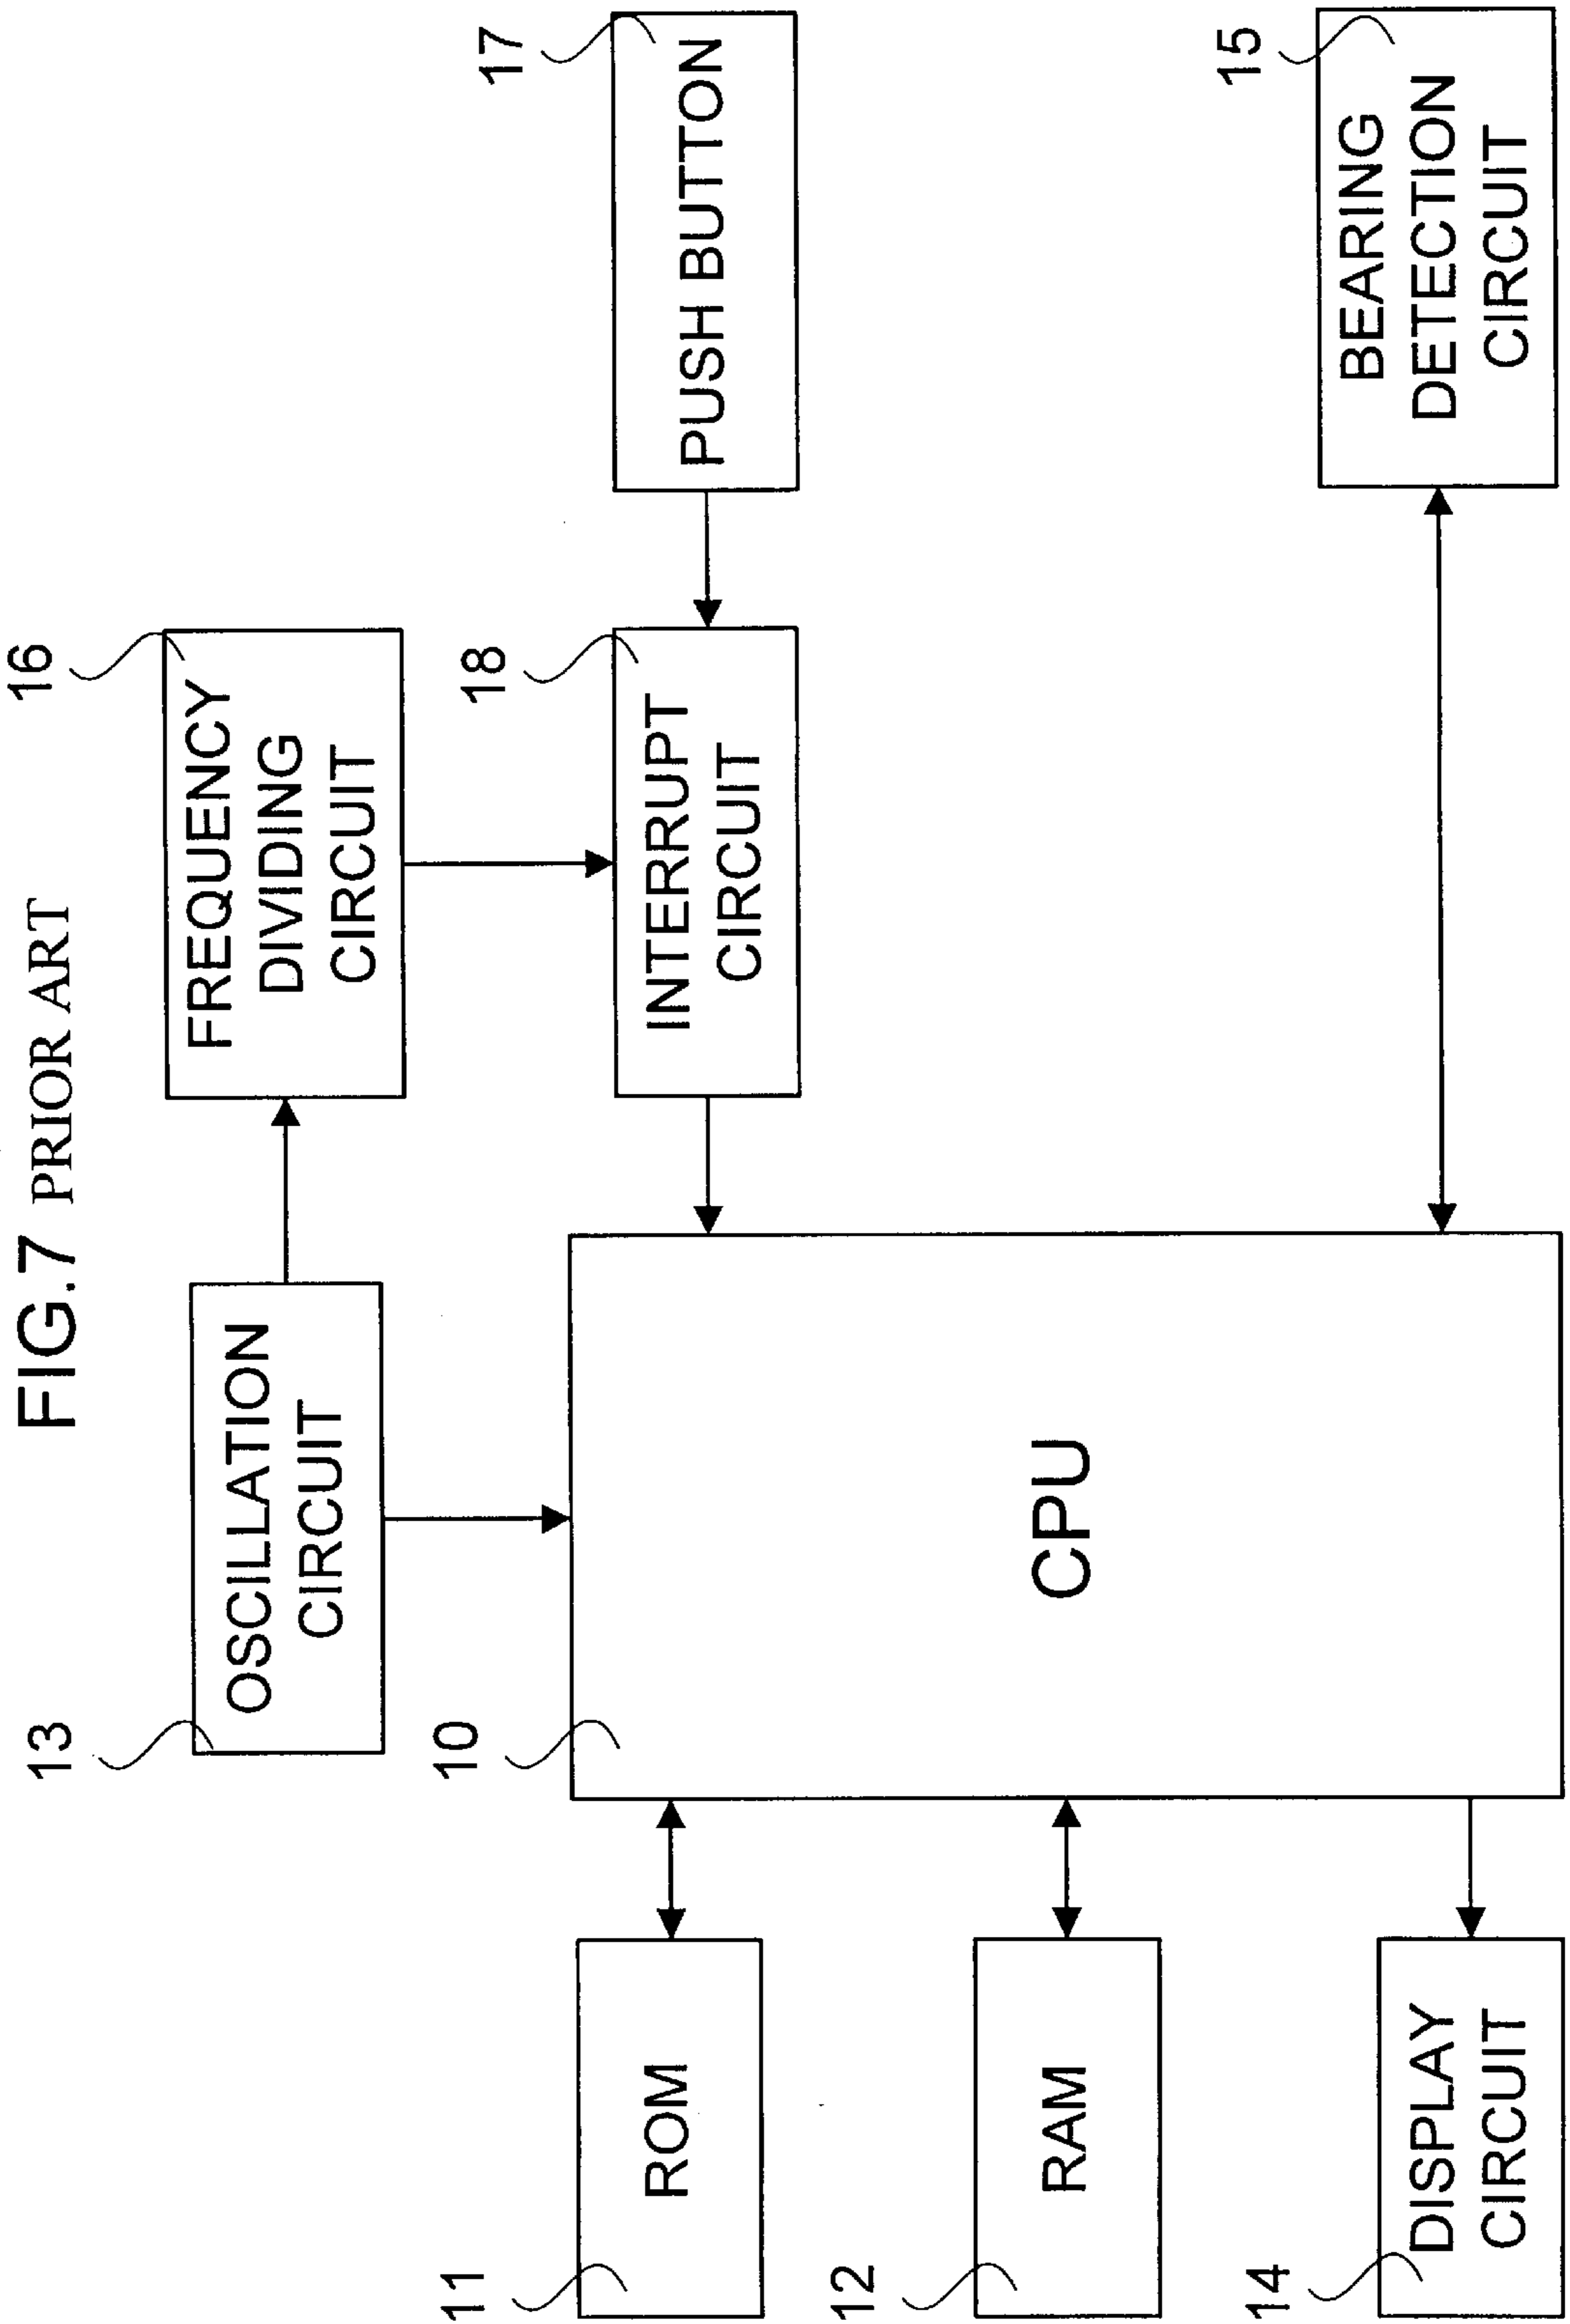 FIG.7 PRIOR ART
13
OSCILLATION
CIRCUIT
16
FREQUENCY
DIVIDING
CIRCUIT
10
CPU
18
INTERRUPT
CIRCUIT
17
PUSH BUTTON
11
ROM
12
RAM
14
DISPLAY
CIRCUIT
15
BEARING
DETECTION
CIRCUIT